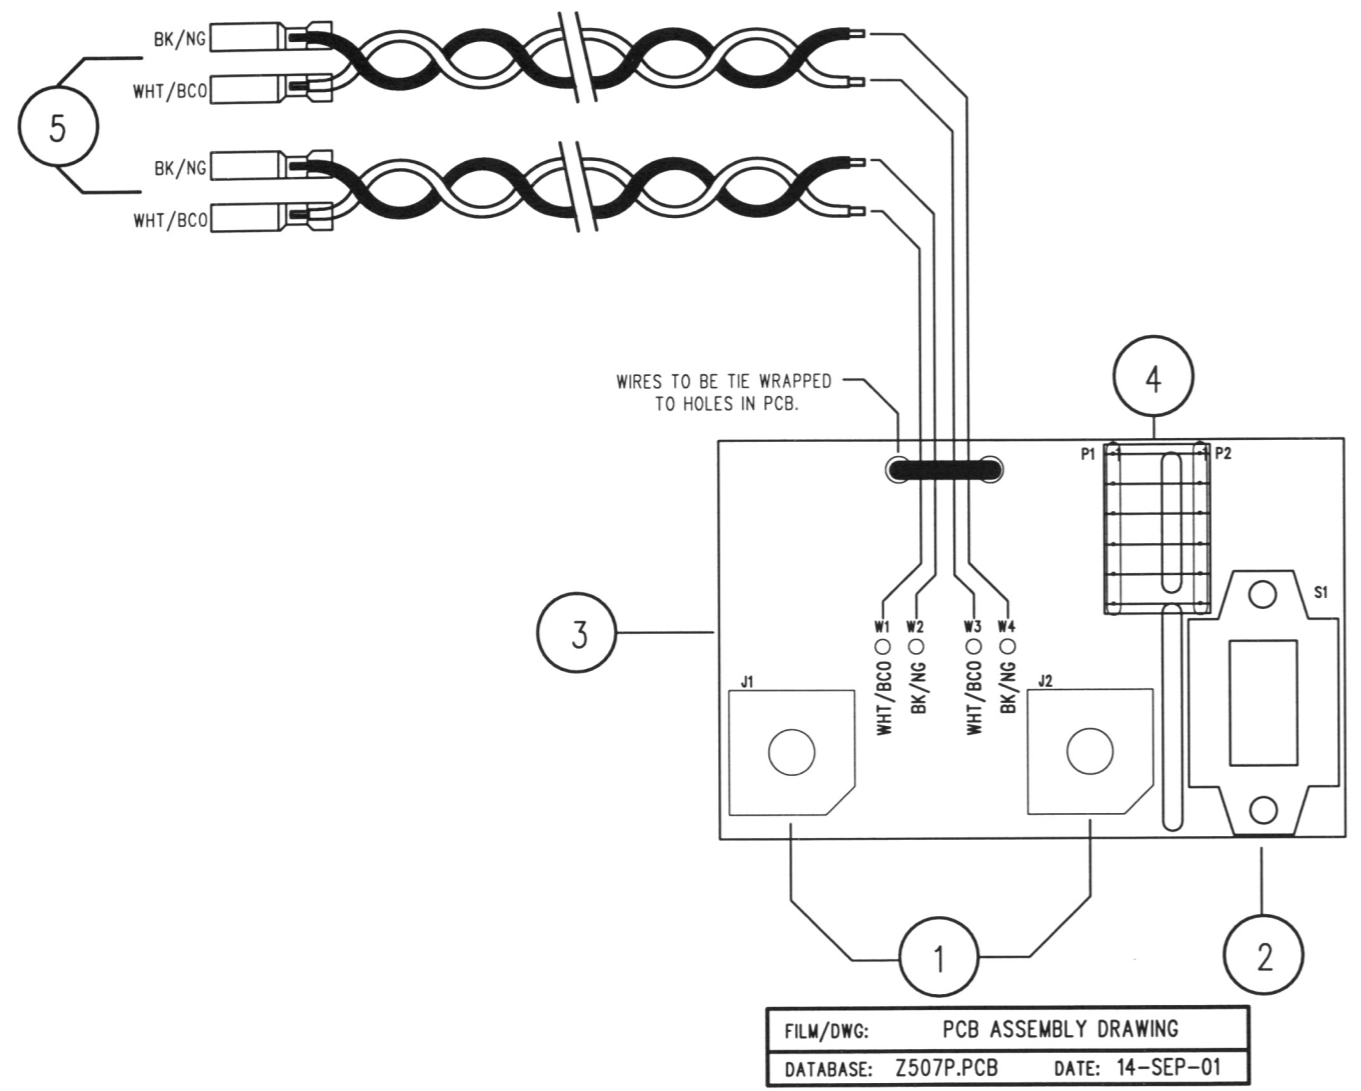 BK/NG
WHT/BCO
5
BK/NG
WHT/BCO
WIRES TO BE TIE WRAPPED
TO HOLES IN PCB.
4
P1 1 1 P2
3
S1
W1 W2 W3 W4
WHT/BCO BK/NG WHT/BCO BK/NG
J1 J2
1
2
FILM/DWG: PCB ASSEMBLY DRAWING
DATABASE: Z507P.PCB DATE: 14-SEP-01